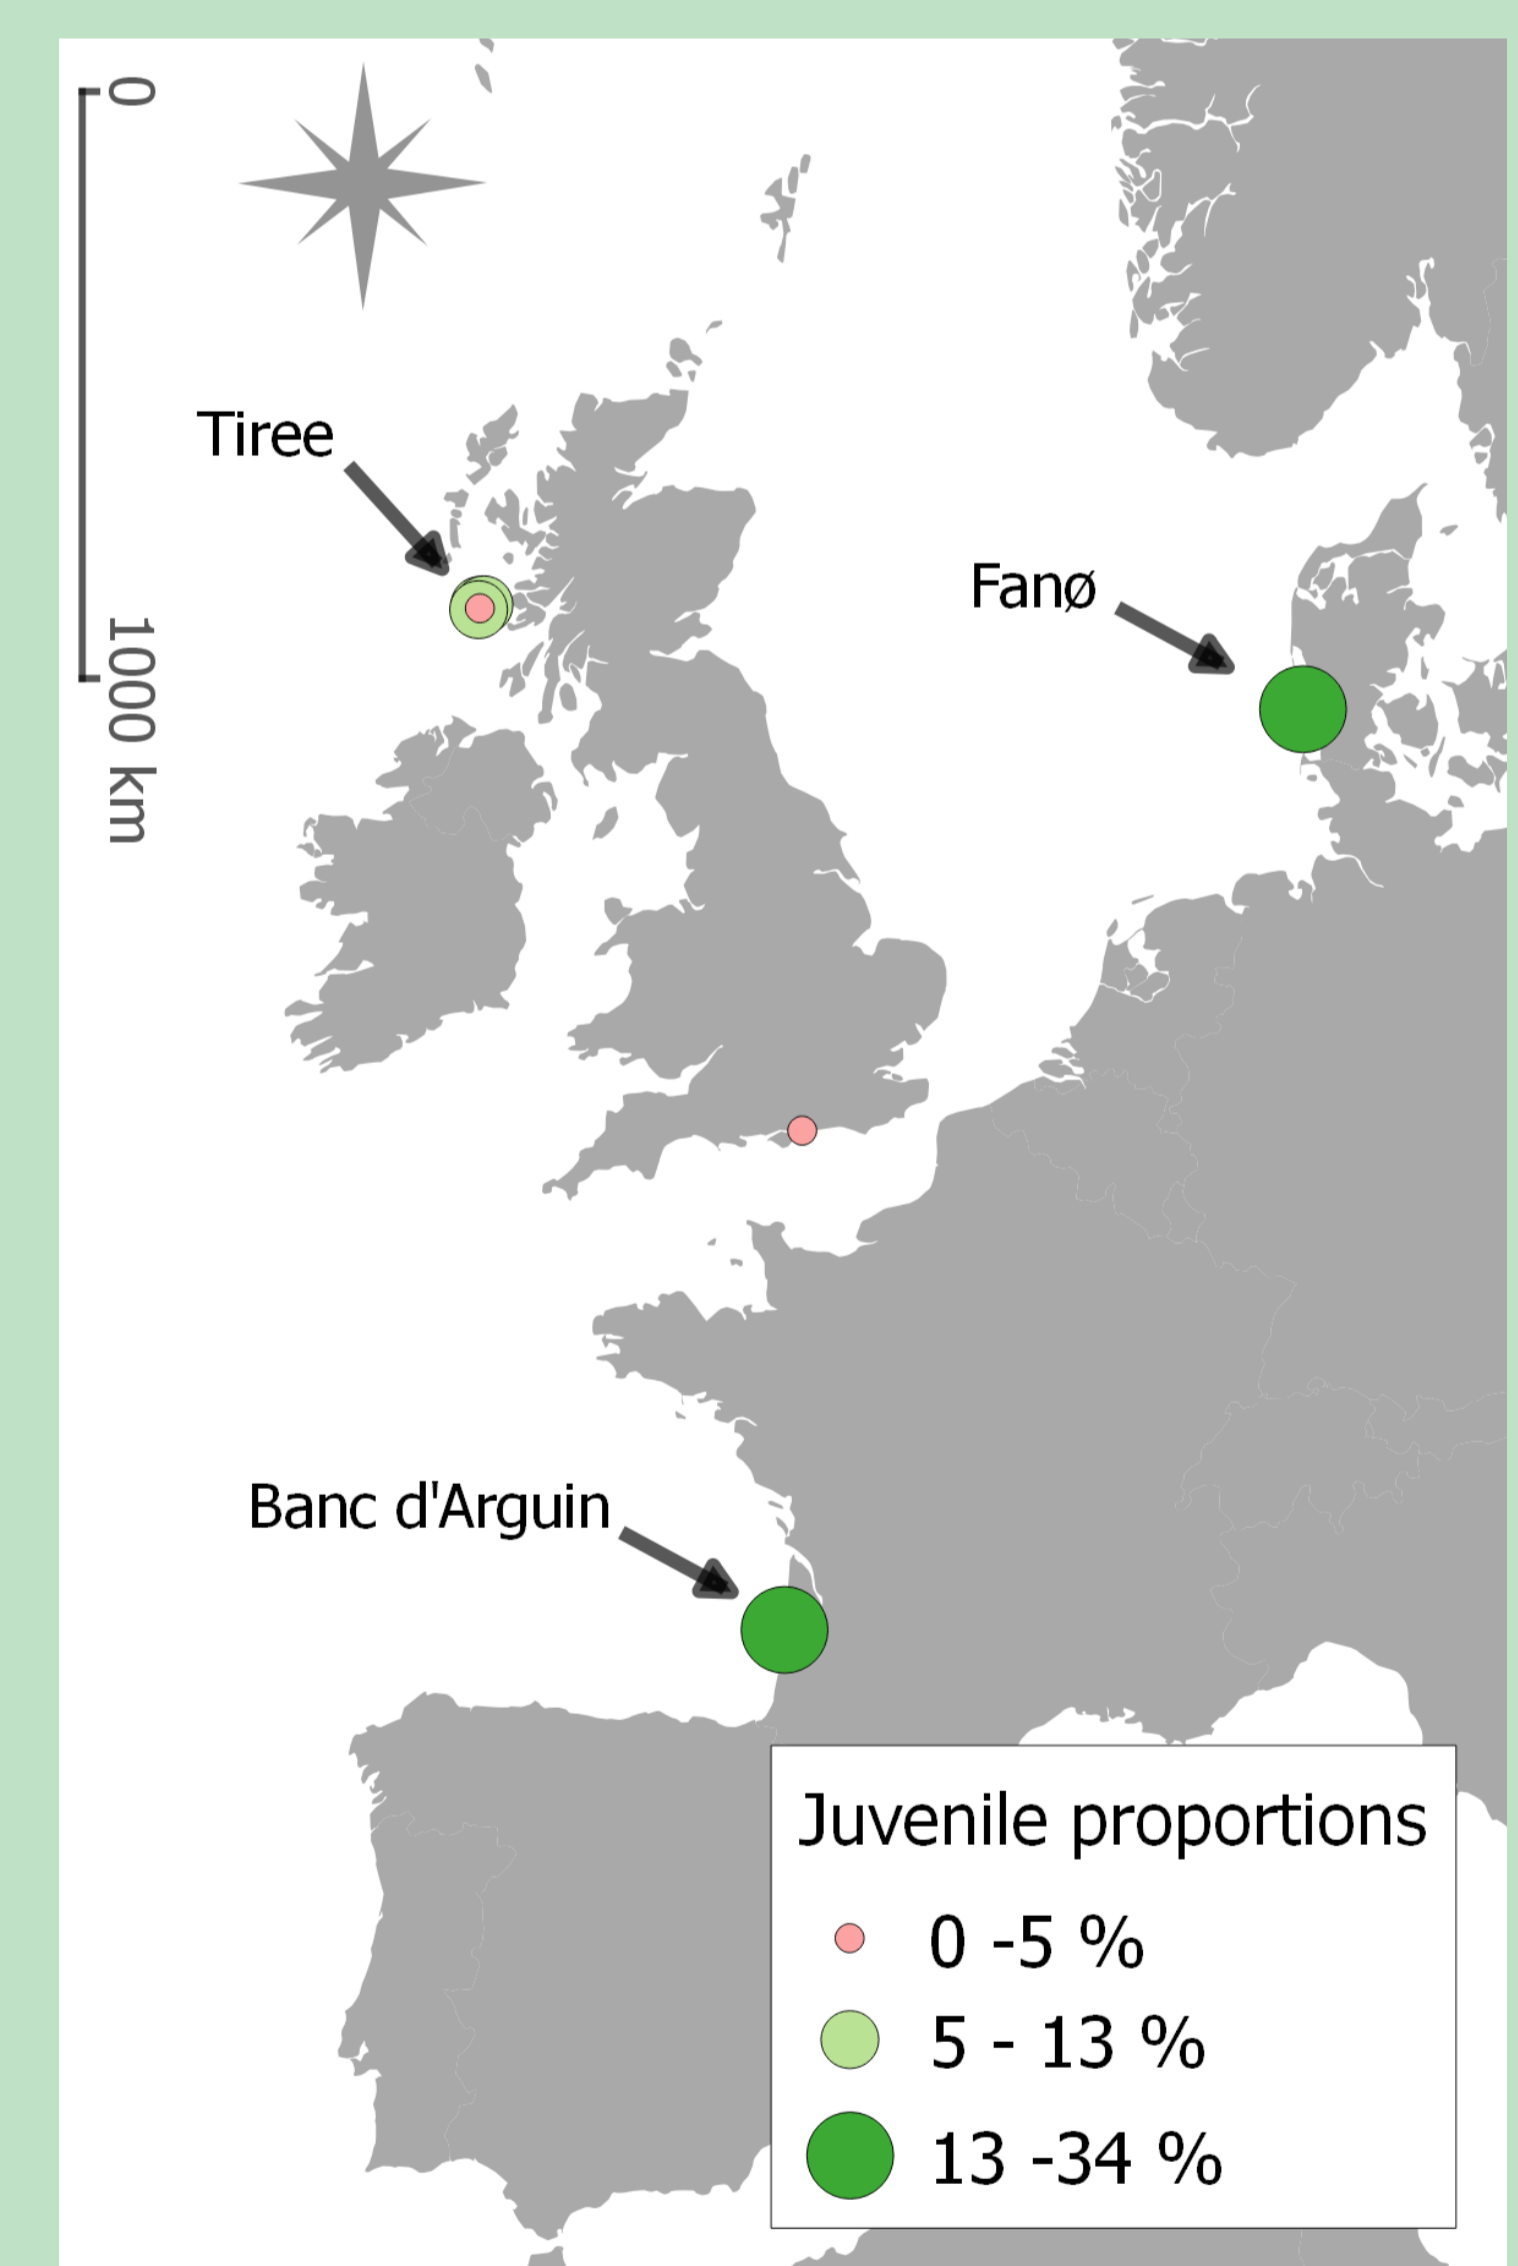 0
1000 km
Tiree
Fanø
Banc d'Arguin
Juvenile proportions
0 -5 %
5 - 13 %
13 -34 %